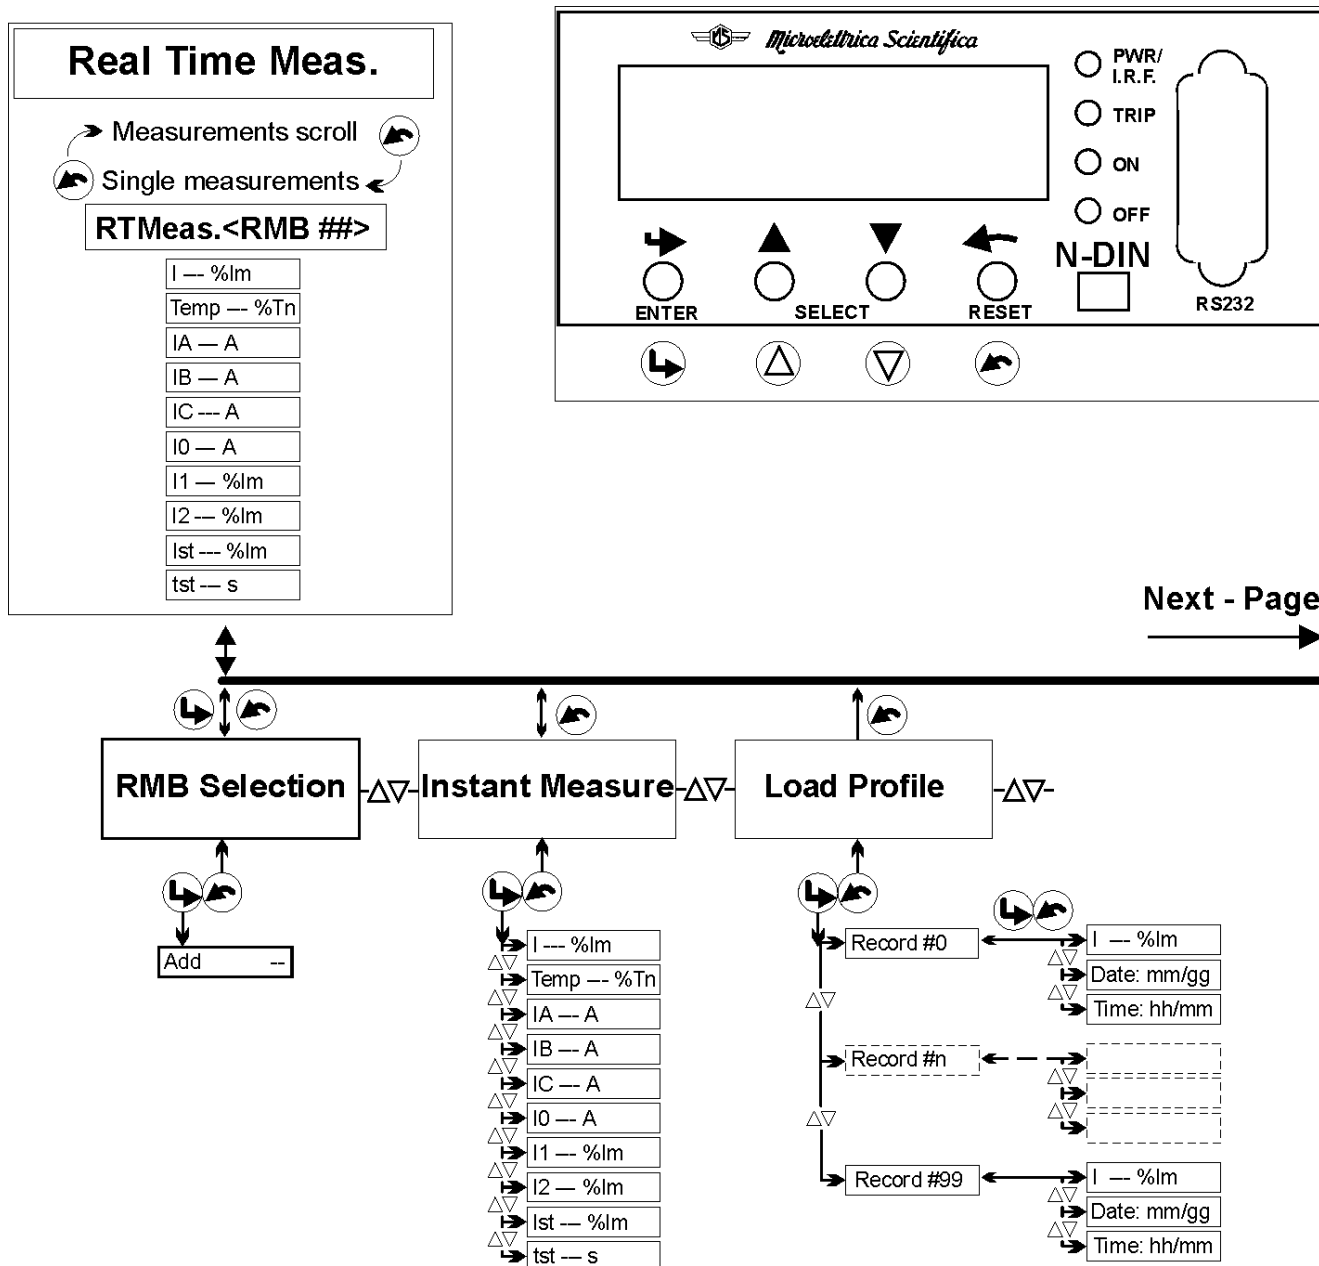 Real Time Meas.
Measurements scroll
Single measurements
RTMeas.<RMB ##>
I --- %Im
Temp --- %Tn
IA --- A
IB --- A
IC --- A
I0 --- A
I1 --- %Im
I2 --- %Im
Ist --- %Im
tst --- s
MS Microelettrica Scientifica
PWR/
I.R.F.
TRIP
ON
OFF
N-DIN
ENTER
SELECT
RESET
RS232
Next - Page
RMB Selection
Instant Measure
Load Profile
Add --
I --- %Im
Temp --- %Tn
IA --- A
IB --- A
IC --- A
I0 --- A
I1 --- %Im
I2 --- %Im
Ist --- %Im
tst --- s
Record #0
I --- %Im
Date: mm/gg
Time: hh/mm
Record #n
Record #99
I --- %Im
Date: mm/gg
Time: hh/mm